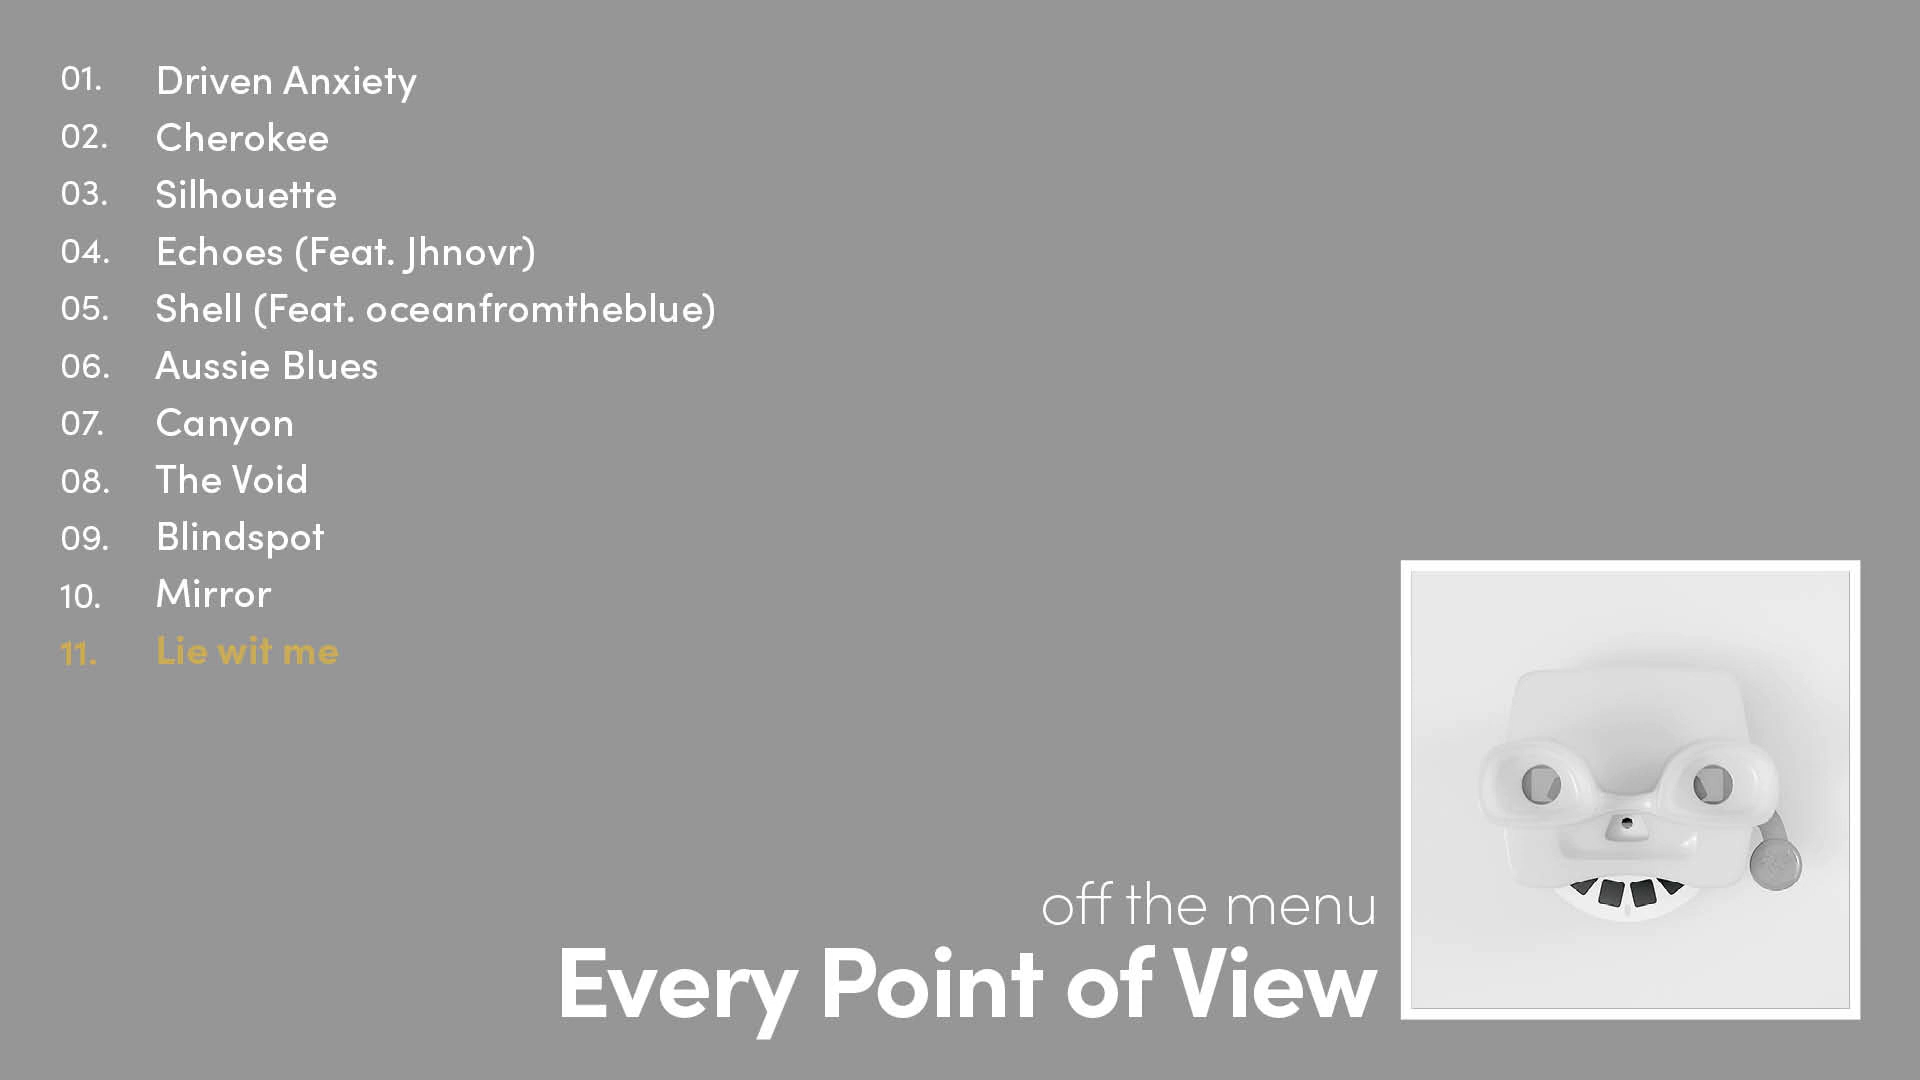 01. Driven Anxiety
02. Cherokee
03. Silhouette
04. Echoes (Feat. Jhnovr)
05. Shell (Feat. oceanfromtheblue)
06. Aussie Blues
07. Canyon
08. The Void
09. Blindspot
10. Mirror
11. Lie wit me
off the menu
Every Point of View